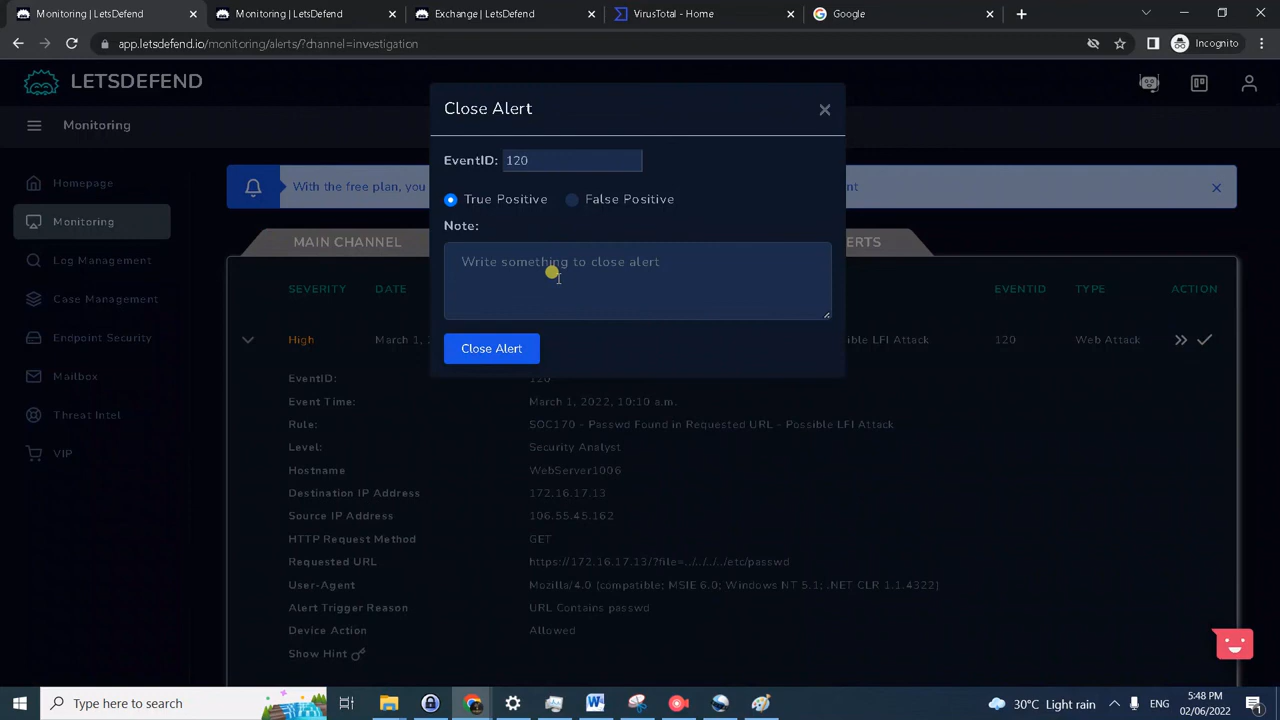 Monitoring | LetsDefend
Monitoring | LetsDefend
Exchange | LetsDefend
VirusTotal - Home
Google
app.letsdefend.io/monitoring/alerts/?channel=investigation
Incognito
LETSDEFEND
Monitoring
Homepage
Monitoring
Log Management
Case Management
Endpoint Security
Mailbox
Threat Intel
VIP
With the free plan, you
Close Alert
EventID: 120
True Positive False Positive
Note:
Write something to close alert
Close Alert
MAIN CHANNEL
ERTS
SEVERITY DATE EVENTID TYPE ACTION
High March 1, 2 sible LFI Attack 120 Web Attack
EventID: 120
Event Time: March 1, 2022, 10:10 a.m.
Rule: SOC170 - Passwd Found in Requested URL - Possible LFI Attack
Level: Security Analyst
Hostname WebServer1006
Destination IP Address 172.16.17.13
Source IP Address 106.55.45.162
HTTP Request Method GET
Requested URL https://172.16.17.13/?file=../../../../etc/passwd
User-Agent Mozilla/4.0 (compatible; MSIE 6.0; Windows NT 5.1; .NET CLR 1.1.4322)
Alert Trigger Reason URL Contains passwd
Device Action Allowed
Show Hint
Type here to search
30°C Light rain
ENG
5:48 PM
02/06/2022